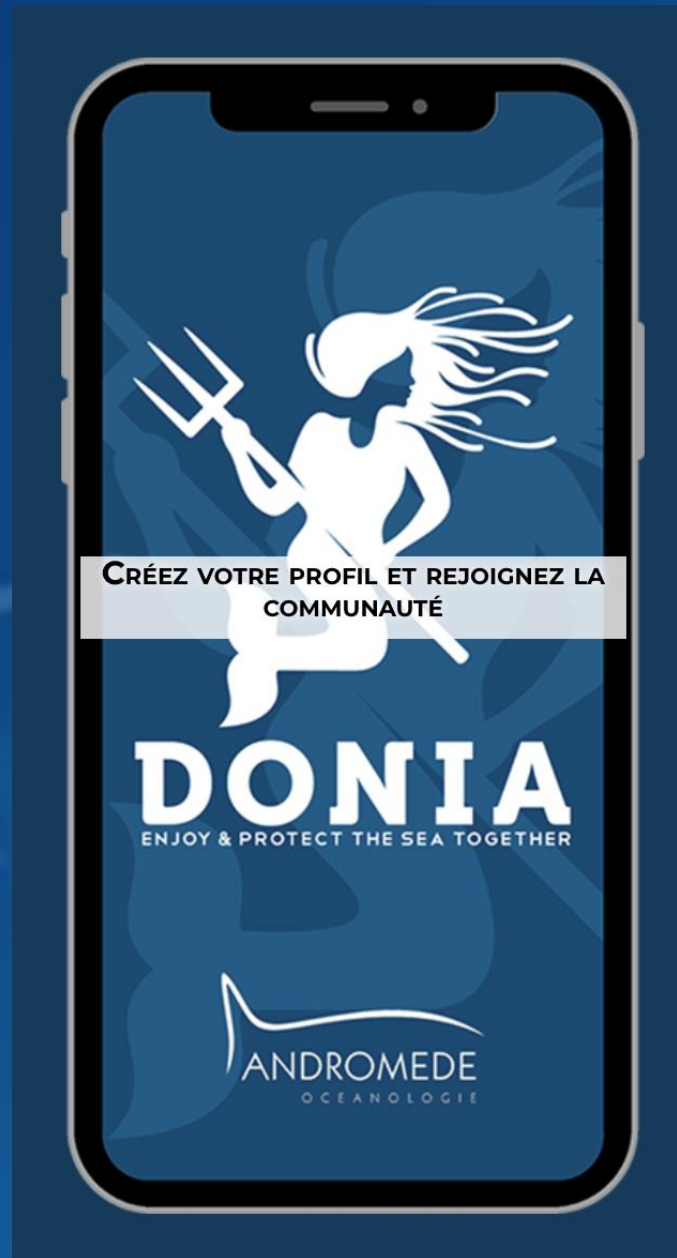 CRÉEZ VOTRE PROFIL ET REJOIGNEZ LA
COMMUNAUTÉ
DONIA
ENJOY & PROTECT THE SEA TOGETHER
ANDROMEDE
OCEANOLOGIE